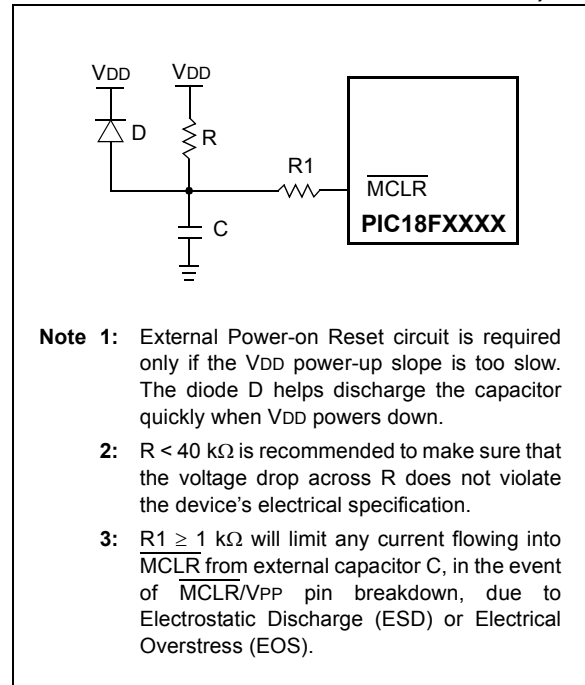 VDD VDD
D
R
R1
MCLR
C
PIC18FXXXX
Note 1: External Power-on Reset circuit is required
only if the VDD power-up slope is too slow.
The diode D helps discharge the capacitor
quickly when VDD powers down.
2: R < 40 kΩ is recommended to make sure that
the voltage drop across R does not violate
the device's electrical specification.
3: R1 ≥ 1 kΩ will limit any current flowing into
MCLR from external capacitor C, in the event
of MCLR/VPP pin breakdown, due to
Electrostatic Discharge (ESD) or Electrical
Overstress (EOS).